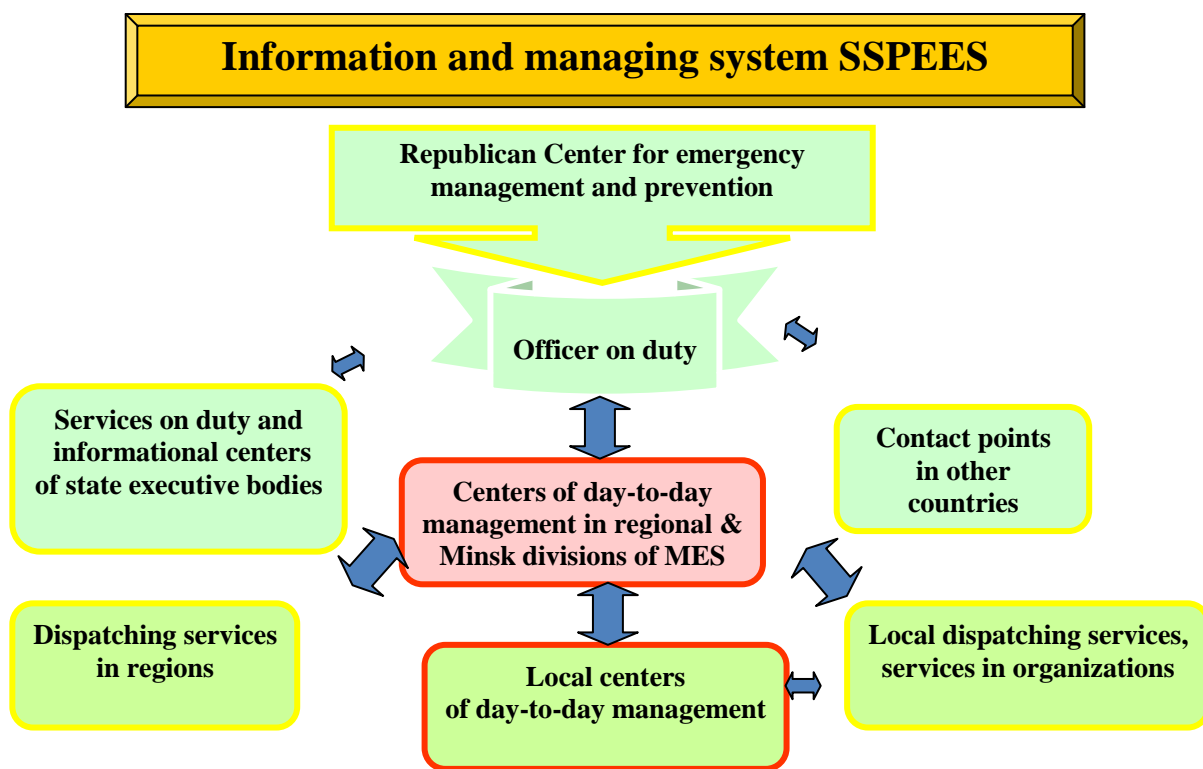 Information and managing system SSPEES
Republican Center for emergency
management and prevention
Officer on duty
Services on duty and
informational centers
of state executive bodies
Contact points
in other
countries
Centers of day-to-day
management in regional &
Minsk divisions of MES
Dispatching services
in regions
Local centers
of day-to-day management
Local dispatching services,
services in organizations